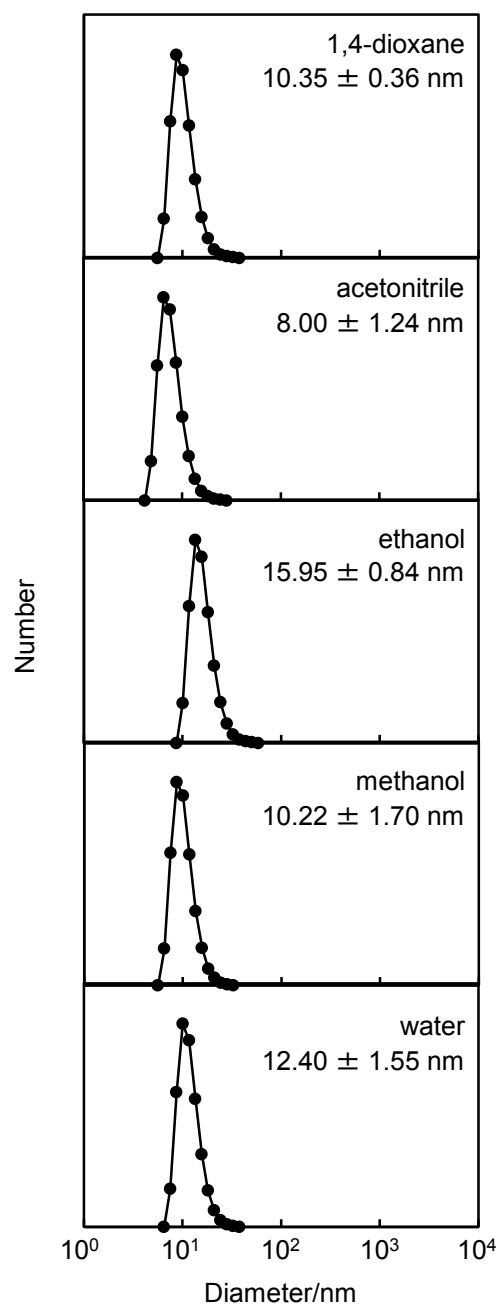 1,4-dioxane
10.35 ± 0.36 nm
acetonitrile
8.00 ± 1.24 nm
ethanol
15.95 ± 0.84 nm
Number
methanol
10.22 ± 1.70 nm
water
12.40 ± 1.55 nm
10⁰ 10¹ 10² 10³ 10⁴
Diameter/nm